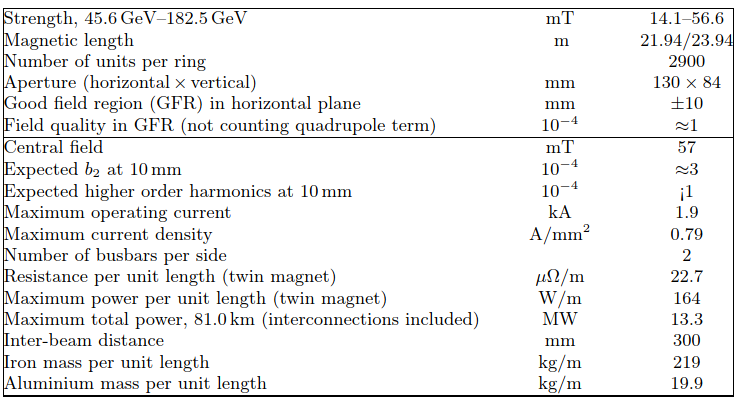 Strength, 45.6 GeV–182.5 GeV mT 14.1–56.6
Magnetic length m 21.94/23.94
Number of units per ring 2900
Aperture (horizontal × vertical) mm 130 × 84
Good field region (GFR) in horizontal plane mm ±10
Field quality in GFR (not counting quadrupole term) 10⁻⁴ ≈1
Central field mT 57
Expected b₂ at 10 mm 10⁻⁴ ≈3
Expected higher order harmonics at 10 mm 10⁻⁴ ¡1
Maximum operating current kA 1.9
Maximum current density A/mm² 0.79
Number of busbars per side 2
Resistance per unit length (twin magnet) μΩ/m 22.7
Maximum power per unit length (twin magnet) W/m 164
Maximum total power, 81.0 km (interconnections included) MW 13.3
Inter-beam distance mm 300
Iron mass per unit length kg/m 219
Aluminium mass per unit length kg/m 19.9